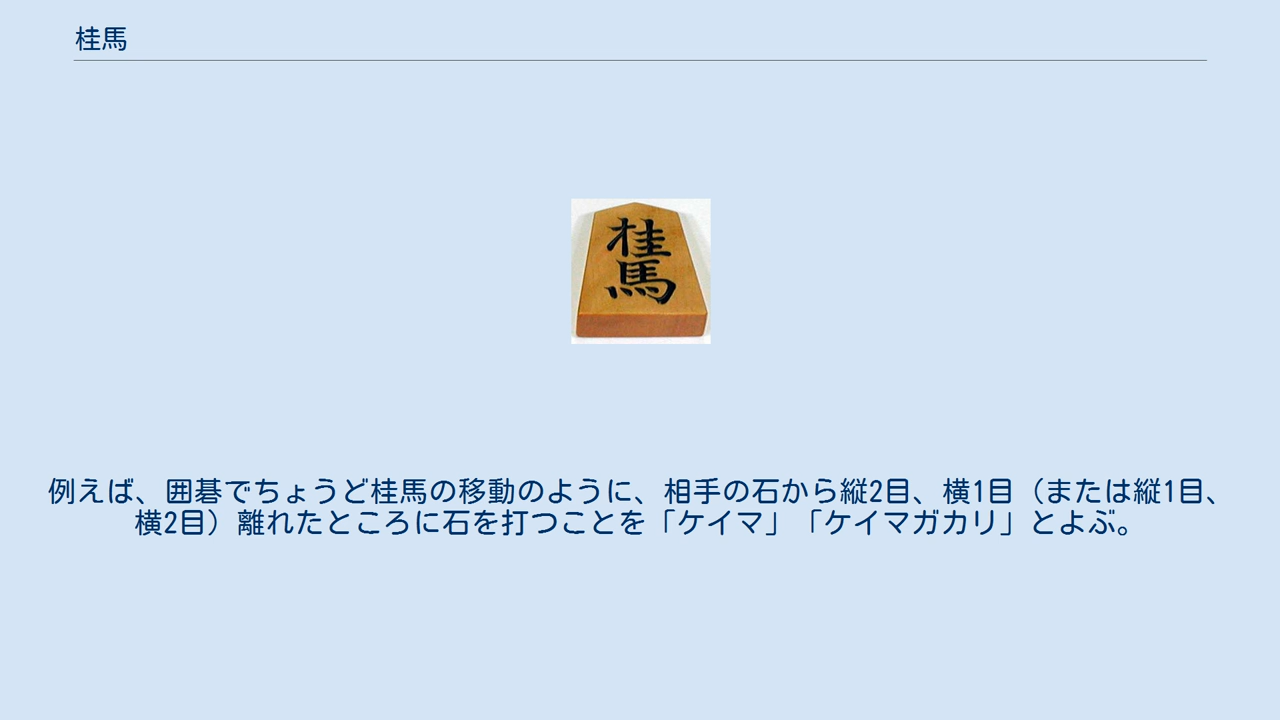 桂馬
桂
馬
例えば、囲碁でちょうど桂馬の移動のように、相手の石から縦2目、横1目（または縦1目、
横2目）離れたところに石を打つことを「ケイマ」「ケイマガカリ」とよぶ。